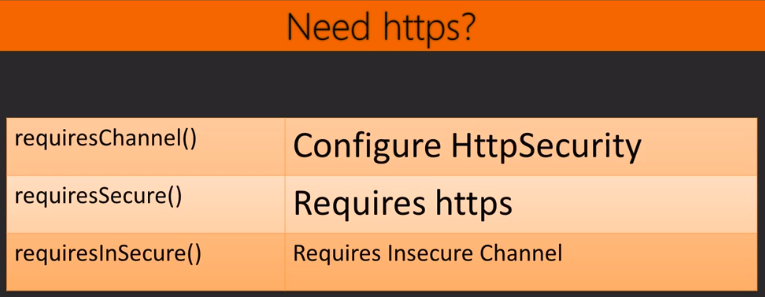 Need https?
requiresChannel()
Configure HttpSecurity
requiresSecure()
Requires https
requiresInSecure()
Requires Insecure Channel